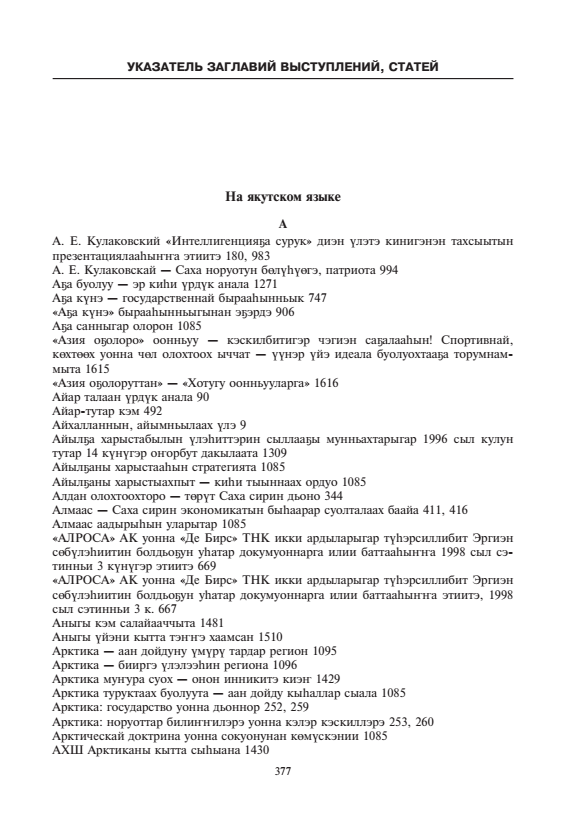 УКАЗАТЕЛЬ ЗАГЛАВИЙ ВЫСТУПЛЕНИЙ, СТАТЕЙ
На якутском языке
А
А. Е. Кулаковский «Интеллигенцияҕа сурук» диэн үлэтэ кинигэнэн тахсыытын
презентациялааһыҥҥа этиитэ 180, 983
А. Е. Кулаковскай — Саха норуотун бөлүһүөгэ, патриота 994
Аҕа буолуу — эр киһи үрдүк анала 1271
Аҕа күнэ — государственнай бырааһынньык 747
«Аҕа күнэ» бырааһынньыгынан эҕэрдэ 906
Аҕа санныгар олорон 1085
«Азия оҕолоро» оонньуу — кэскилбитигэр чэгиэн саҕалааһын! Спортивнай,
көхтөөх уонна чөл олохтоох ыччат — үүнэр үйэ идеала буолуохтааҕа торумнам-
мыта 1615
«Азия оҕолоруттан» — «Хотугу оонньууларга» 1616
Айар талаан үрдүк анала 90
Айар-тутар кэм 492
Айхалланнын, айымньылаах үлэ 9
Айылҕа харыстабылын үлэһиттэрин сыллааҕы мунньахтарыгар 1996 сыл кулун
тутар 14 күнүгэр оҥорбут дакылаата 1309
Айылҕаны харыстааһын стратегията 1085
Айылҕаны харыстыахпыт — киһи тыыннаах ордуо 1085
Алдан олохтоохторо — төрүт Саха сирин дьоно 344
Алмаас — Саха сирин экономикатын быһаарар суолталаах баайа 411, 416
Алмаас аадырыһын уларытар 1085
«АЛРОСА» АК уонна «Де Бирс» ТНК икки ардыларыгар түһэрсиллибит Эргиэн
сөбүлэһиитин болдьоҕун уһатар докумуоннарга илии баттааһыҥҥа 1998 сыл сэ-
тинньи 3 күнүгэр этиитэ 669
«АЛРОСА» АК уонна «Де Бирс» ТНК икки ардыларыгар түһэрсиллибит Эргиэн
сөбүлэһиитин болдьоҕун уһатар докумуоннарга илии баттааһыҥҥа этиитэ, 1998
сыл сэтинньи 3 к. 667
Аныгы кэм салайааччыта 1481
Аныгы үйэни кытта тэҥҥэ хаамсан 1510
Арктика — аан дойдуну үмүрү тардар регион 1095
Арктика — бииргэ үлэлээһин региона 1096
Арктика муҥура суох — онон инникитэ киэҥ 1429
Арктика туруктаах буолуута — аан дойду кыһаллар сыала 1085
Арктика: государство уонна дьоннор 252, 259
Арктика: норуоттар билиҥҥилэрэ уонна кэлэр кэскиллэрэ 253, 260
Арктическай доктрина уонна сокуонунан көмүскэнии 1085
АХШ Арктиканы кытта сыһыана 1430
377